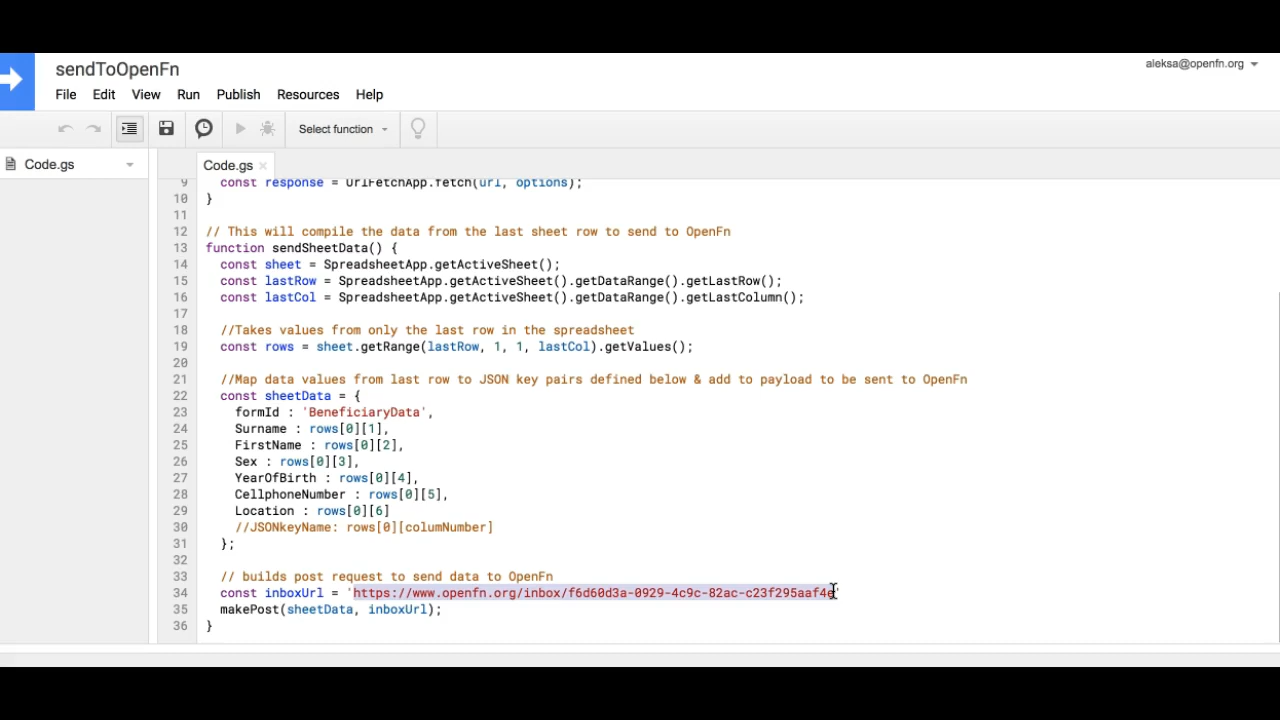 sendToOpenFn
aleksa@openfn.org
File Edit View Run Publish Resources Help
Select function
Code.gs
Code.gs
9 const response = UrlFetchApp.fetch(url, options);
10 }
11
12 // This will compile the data from the last sheet row to send to OpenFn
13 function sendSheetData() {
14 const sheet = SpreadsheetApp.getActiveSheet();
15 const lastRow = SpreadsheetApp.getActiveSheet().getDataRange().getLastRow();
16 const lastCol = SpreadsheetApp.getActiveSheet().getDataRange().getLastColumn();
17
18 //Takes values from only the last row in the spreadsheet
19 const rows = sheet.getRange(lastRow, 1, 1, lastCol).getValues();
20
21 //Map data values from last row to JSON key pairs defined below & add to payload to be sent to OpenFn
22 const sheetData = {
23 formId : 'BeneficiaryData',
24 Surname : rows[0][1],
25 FirstName : rows[0][2],
26 Sex : rows[0][3],
27 YearOfBirth : rows[0][4],
28 CellphoneNumber : rows[0][5],
29 Location : rows[0][6]
30 //JSONkeyName: rows[0][columNumber]
31 };
32
33 // builds post request to send data to OpenFn
34 const inboxUrl = 'https://www.openfn.org/inbox/f6d60d3a-0929-4c9c-82ac-c23f295aaf4e'
35 makePost(sheetData, inboxUrl);
36 }